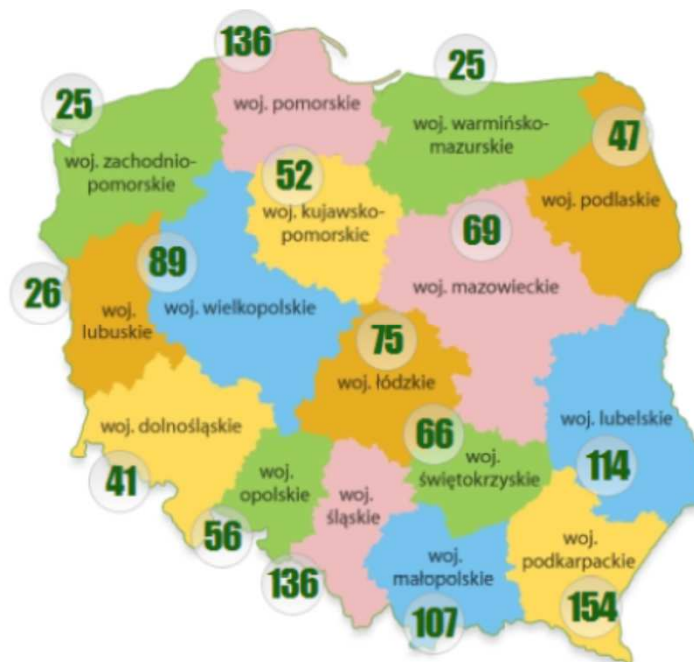 136
woj. pomorskie
25
25
woj. warmińsko-
mazurskie
47
woj. zachodnio-
pomorskie
52
woj. kujawsko-
pomorskie
woj. podlaskie
69
89
26
woj.
lubuskie
woj. wielkopolskie
woj. mazowieckie
75
woj. łódzkie
woj. dolnośląskie
66
woj. lubelskie
114
41
woj.
opolskie
woj.
śląskie
woj.
świętokrzyskie
56
136
woj.
małopolskie
107
woj.
podkarpackie
154